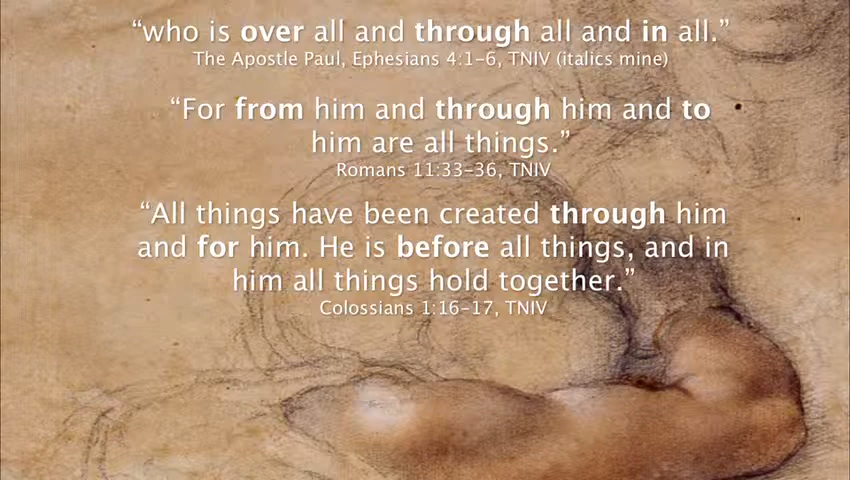 “who is over all and through all and in all.”
The Apostle Paul, Ephesians 4:1-6, TNIV (italics mine)
“For from him and through him and to
him are all things.”
Romans 11:33-36, TNIV
“All things have been created through him
and for him. He is before all things, and in
him all things hold together.”
Colossians 1:16-17, TNIV